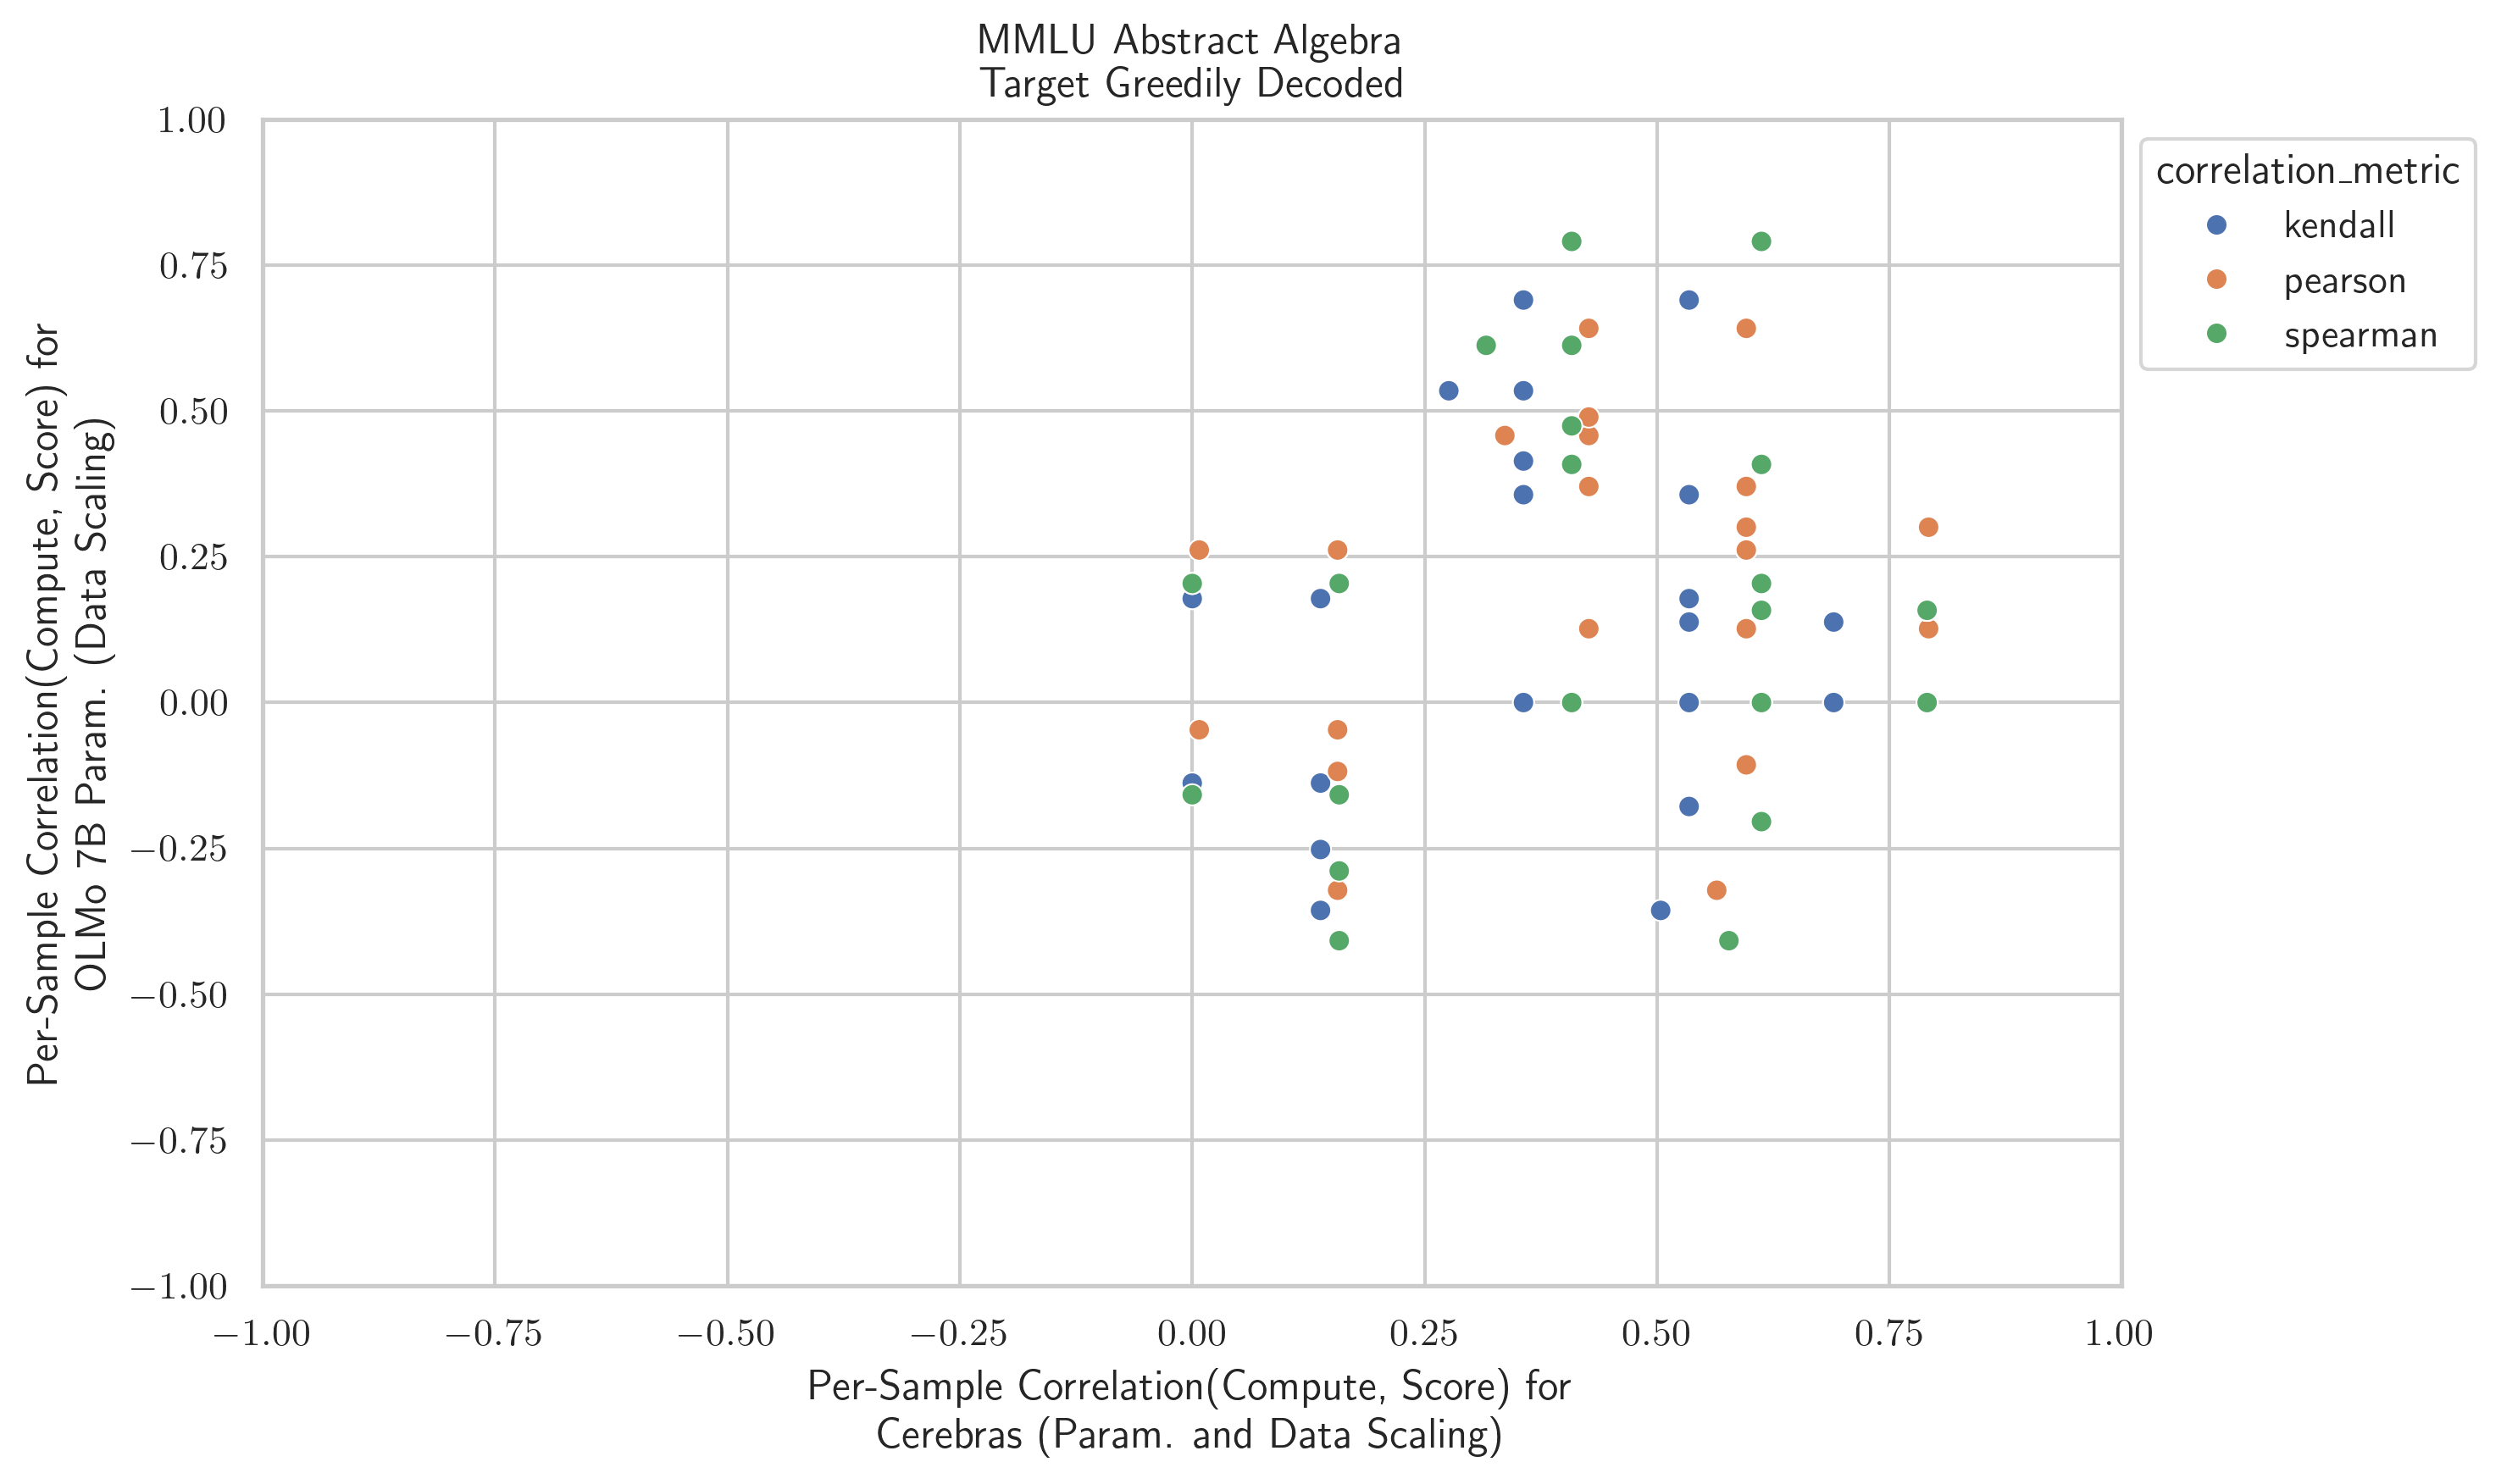 MMLU Abstract Algebra
Target Greedily Decoded
Per-Sample Correlation(Compute, Score) for
OLMo 7B Param. (Data Scaling)
1.00
0.75
0.50
0.25
0.00
−0.25
−0.50
−0.75
−1.00
correlation_metric
kendall
pearson
spearman
−1.00 −0.75 −0.50 −0.25 0.00 0.25 0.50 0.75 1.00
Per-Sample Correlation(Compute, Score) for
Cerebras (Param. and Data Scaling)